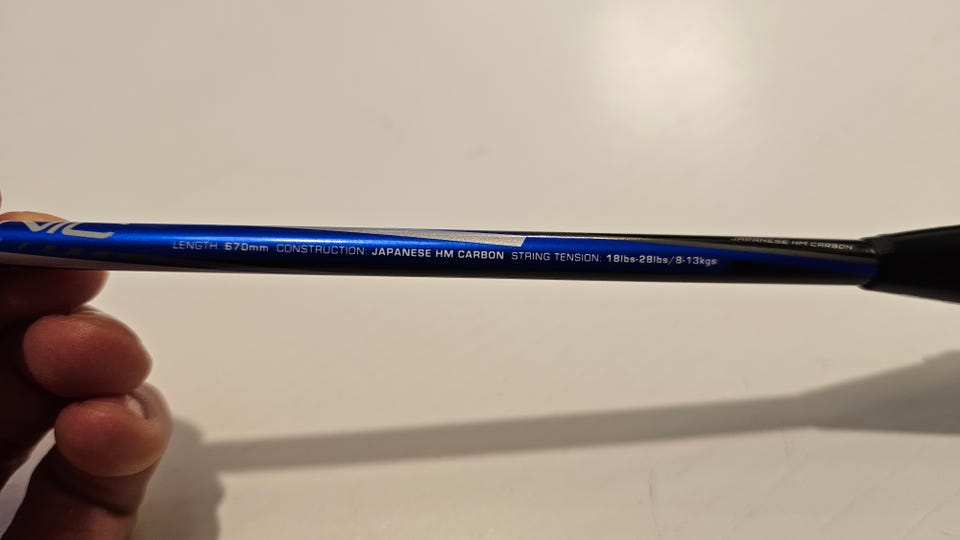 LENGTH: 670mm CONSTRUCTION: JAPANESE HM CARBON STRING TENSION: 18lbs-28lbs/8-13kgs
JAPANESE HM CARBON